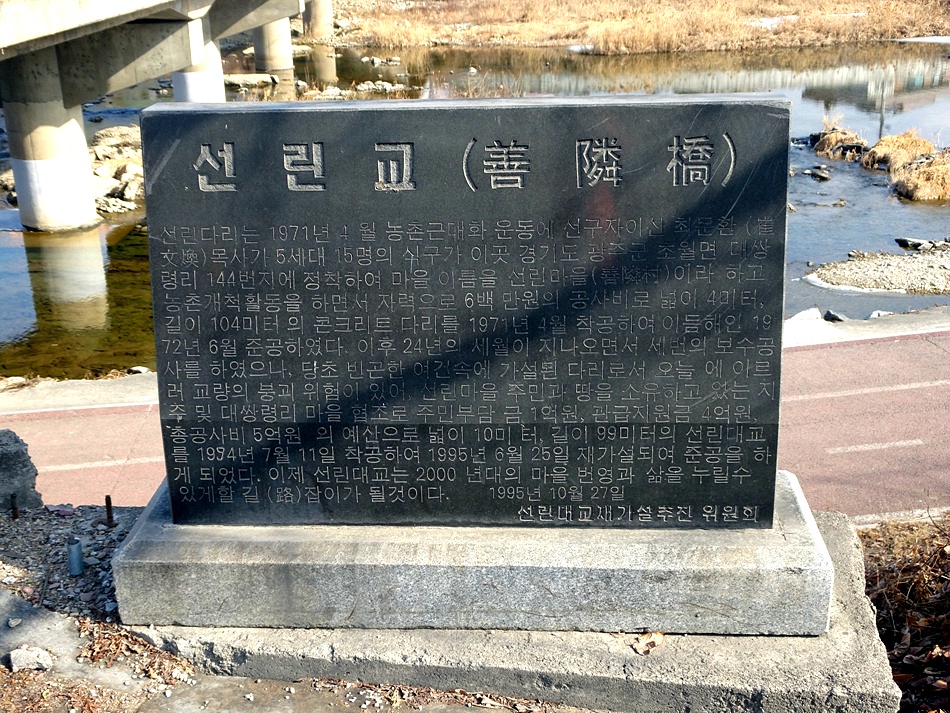 선린교(善隣橋)
선린다리는 1971년 4월 농촌근대화 운동에 선구자이신 최문환 (崔
文煥)목사가 5세대 15명의 식구가 이곳 경기도 광주군 초월면 대쌍
령리 144번지에 정착하여 마을 이름을 선린마을(善隣村)이라 하고
농촌개척활동을 하면서 자력으로 6백 만원의 공사비로 넓이 4미터,
길이 104미터의 콘크리트 다리를 1971년 4월 착공하여 이듬해인 19
72년 6월 준공하였다. 이후 24년의 세월이 지나오면서 세번의 보수공
사를 하였으나, 당초 빈곤한 여건속에 가설된 다리로서 오늘 에 이르
러 교량의 붕괴 위험이 있어 선린마을 주민과 땅을 소유하고 있는 지
주 및 대쌍령리 마을 협조로 주민부담 금 1억원, 관급지원금 4억원,
총공사비 5억원 의 예산으로 넓이 10미터, 길이 99미터의 선린대교
를 1994년 7월 11일 착공하여 1995년 6월 25일 재가설되여 준공을 하
게 되었다. 이제 선린대교는 2000 년대의 마을 번영과 삶을 누릴수
있게할 길(路)잡이가 될것이다. 1995년 10월 27일
선린대교재가설추진 위원회